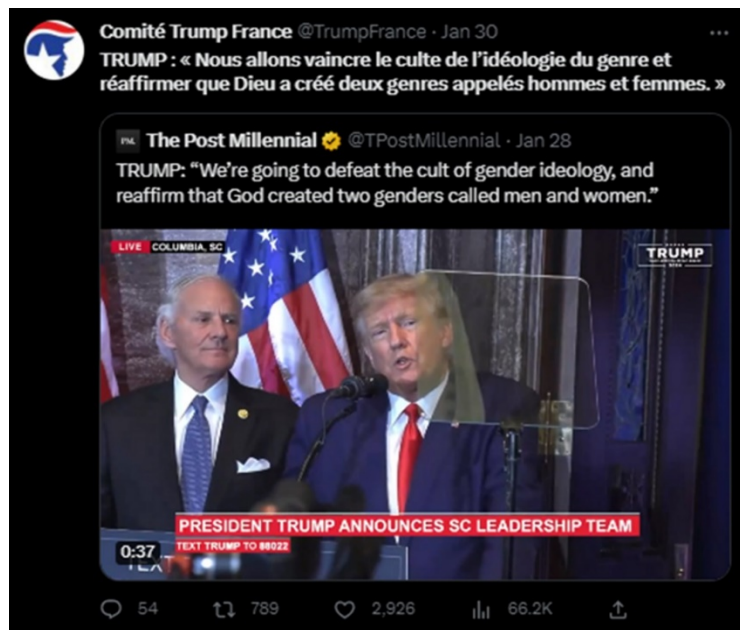 Comité Trump France @TrumpFrance · Jan 30
TRUMP : « Nous allons vaincre le culte de l'idéologie du genre et
réaffirmer que Dieu a créé deux genres appelés hommes et femmes. »
The Post Millennial @TPostMillennial · Jan 28
TRUMP: “We're going to defeat the cult of gender ideology, and
reaffirm that God created two genders called men and women.”
LIVE COLUMBIA, SC
TRUMP
PRESIDENT TRUMP ANNOUNCES SC LEADERSHIP TEAM
TEXT TRUMP TO 88022
0:37
54 789 2,926 66.2K